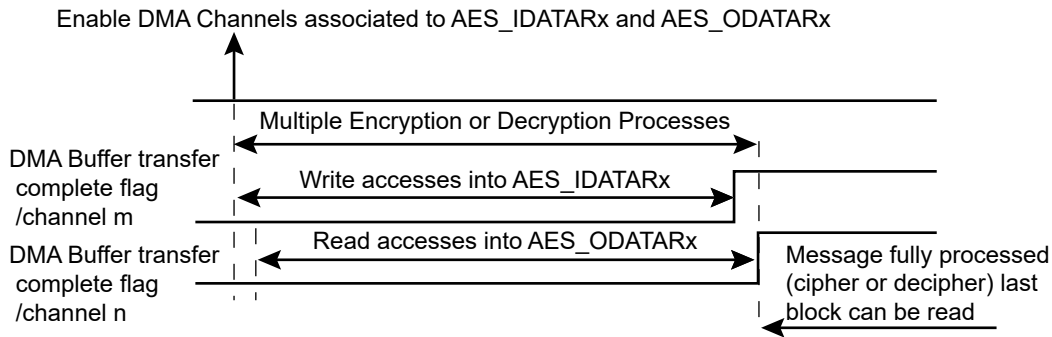 Enable DMA Channels associated to AES_IDATARx and AES_ODATARx
Multiple Encryption or Decryption Processes
DMA Buffer transfer
complete flag
/channel m
Write accesses into AES_IDATARx
DMA Buffer transfer
complete flag
/channel n
Read accesses into AES_ODATARx
Message fully processed
(cipher or decipher) last
block can be read